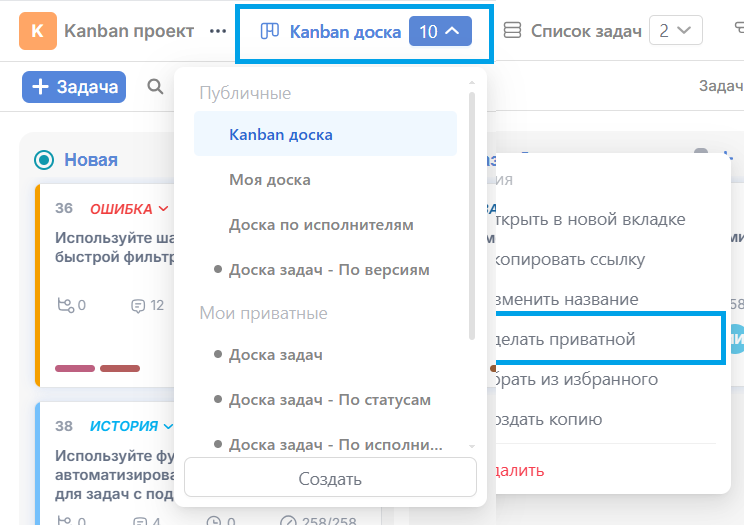 K Kanban проект ... Kanban доска 10 Список задач 2
+ Задача Задач
Публичные
Kanban доска
Моя доска
Доска по исполнителям
Доска задач - По версиям
Мои приватные
Доска задач
Доска задач - По статусам
Доска задач - По исполни...
Создать
Новая
36 ОШИБКА
Используйте ша
быстрой фильтр
0 12
38 ИСТОРИЯ
Используйте фу
автоматизирова
для задач с под
0 4 0 258/258
ия
ткрыть в новой вкладке
копировать ссылку
зменить название
делать приватной
брать из избранного
оздать копию
далить